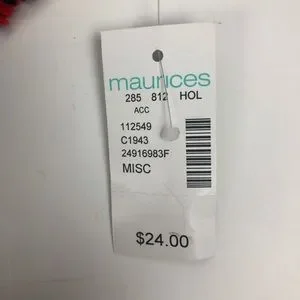 maurices
285 812 HOL
ACC
112549
C1943
24916983F
MISC
$24.00